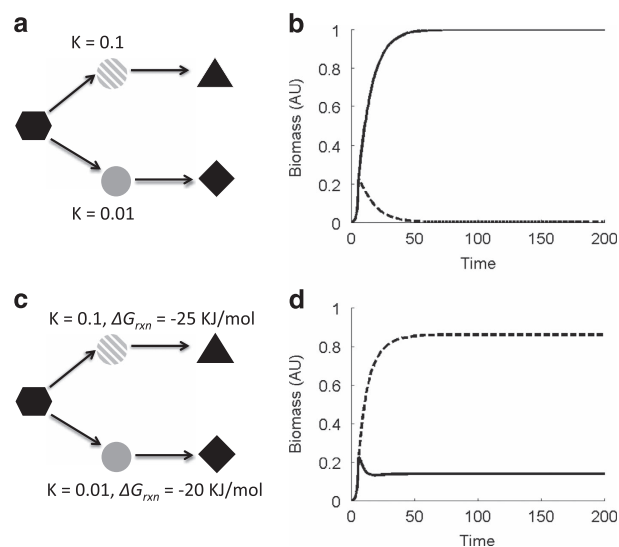 a
K = 0.1
K = 0.01
b
1
0.8
0.6
0.4
0.2
0
Biomass (AU)
0 50 100 150 200
Time
c
K = 0.1, ΔGrxn = -25 KJ/mol
K = 0.01, ΔGrxn = -20 KJ/mol
d
1
0.8
0.6
0.4
0.2
0
Biomass (AU)
0 50 100 150 200
Time